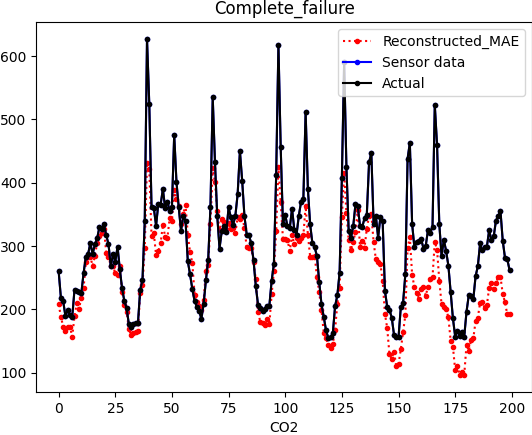 Complete_failure
Reconstructed_MAE
Sensor data
Actual
600
500
400
300
200
100
0 25 50 75 100 125 150 175 200
CO2